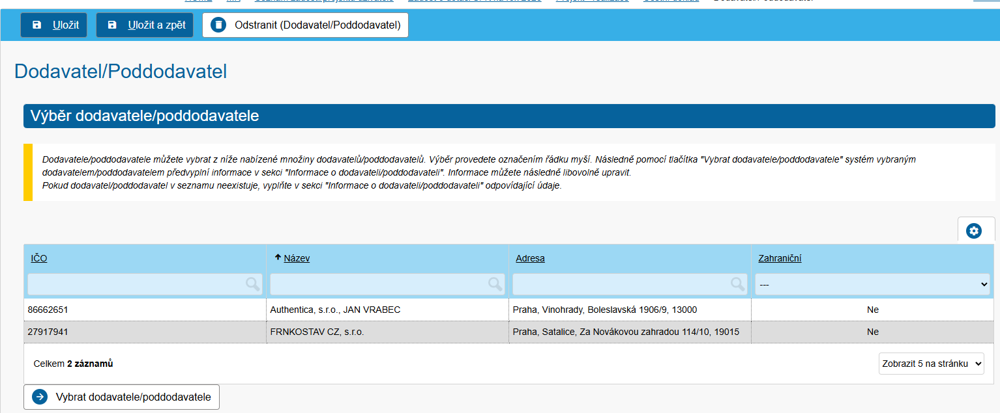 Uložit
Uložit a zpět
Odstranit (Dodavatel/Poddodavatel)
Dodavatel/Poddodavatel
Výběr dodavatele/poddodavatele
Dodavatele/poddodavatele můžete vybrat z níže nabízené množiny dodavatelů/poddodavatelů. Výběr provedete označením řádku myší. Následně pomocí tlačítka "Vybrat dodavatele/poddodavatele" systém vybraným
dodavatelem/poddodavatelem předvyplní informace v sekci "Informace o dodavateli/poddodavateli". Informace můžete následně libovolně upravit.
Pokud dodavatel/poddodavatel v seznamu neexistuje, vyplňte v sekci "Informace o dodavateli/poddodavateli" odpovídající údaje.
IČO Název Adresa Zahraniční
---
86662651 Authentica, s.r.o., JAN VRABEC Praha, Vinohrady, Boleslavská 1906/9, 13000 Ne
27917941 FRNKOSTAV CZ, s.r.o. Praha, Satalice, Za Novákovou zahradou 114/10, 19015 Ne
Celkem 2 záznamů
Zobrazit 5 na stránku
Vybrat dodavatele/poddodavatele